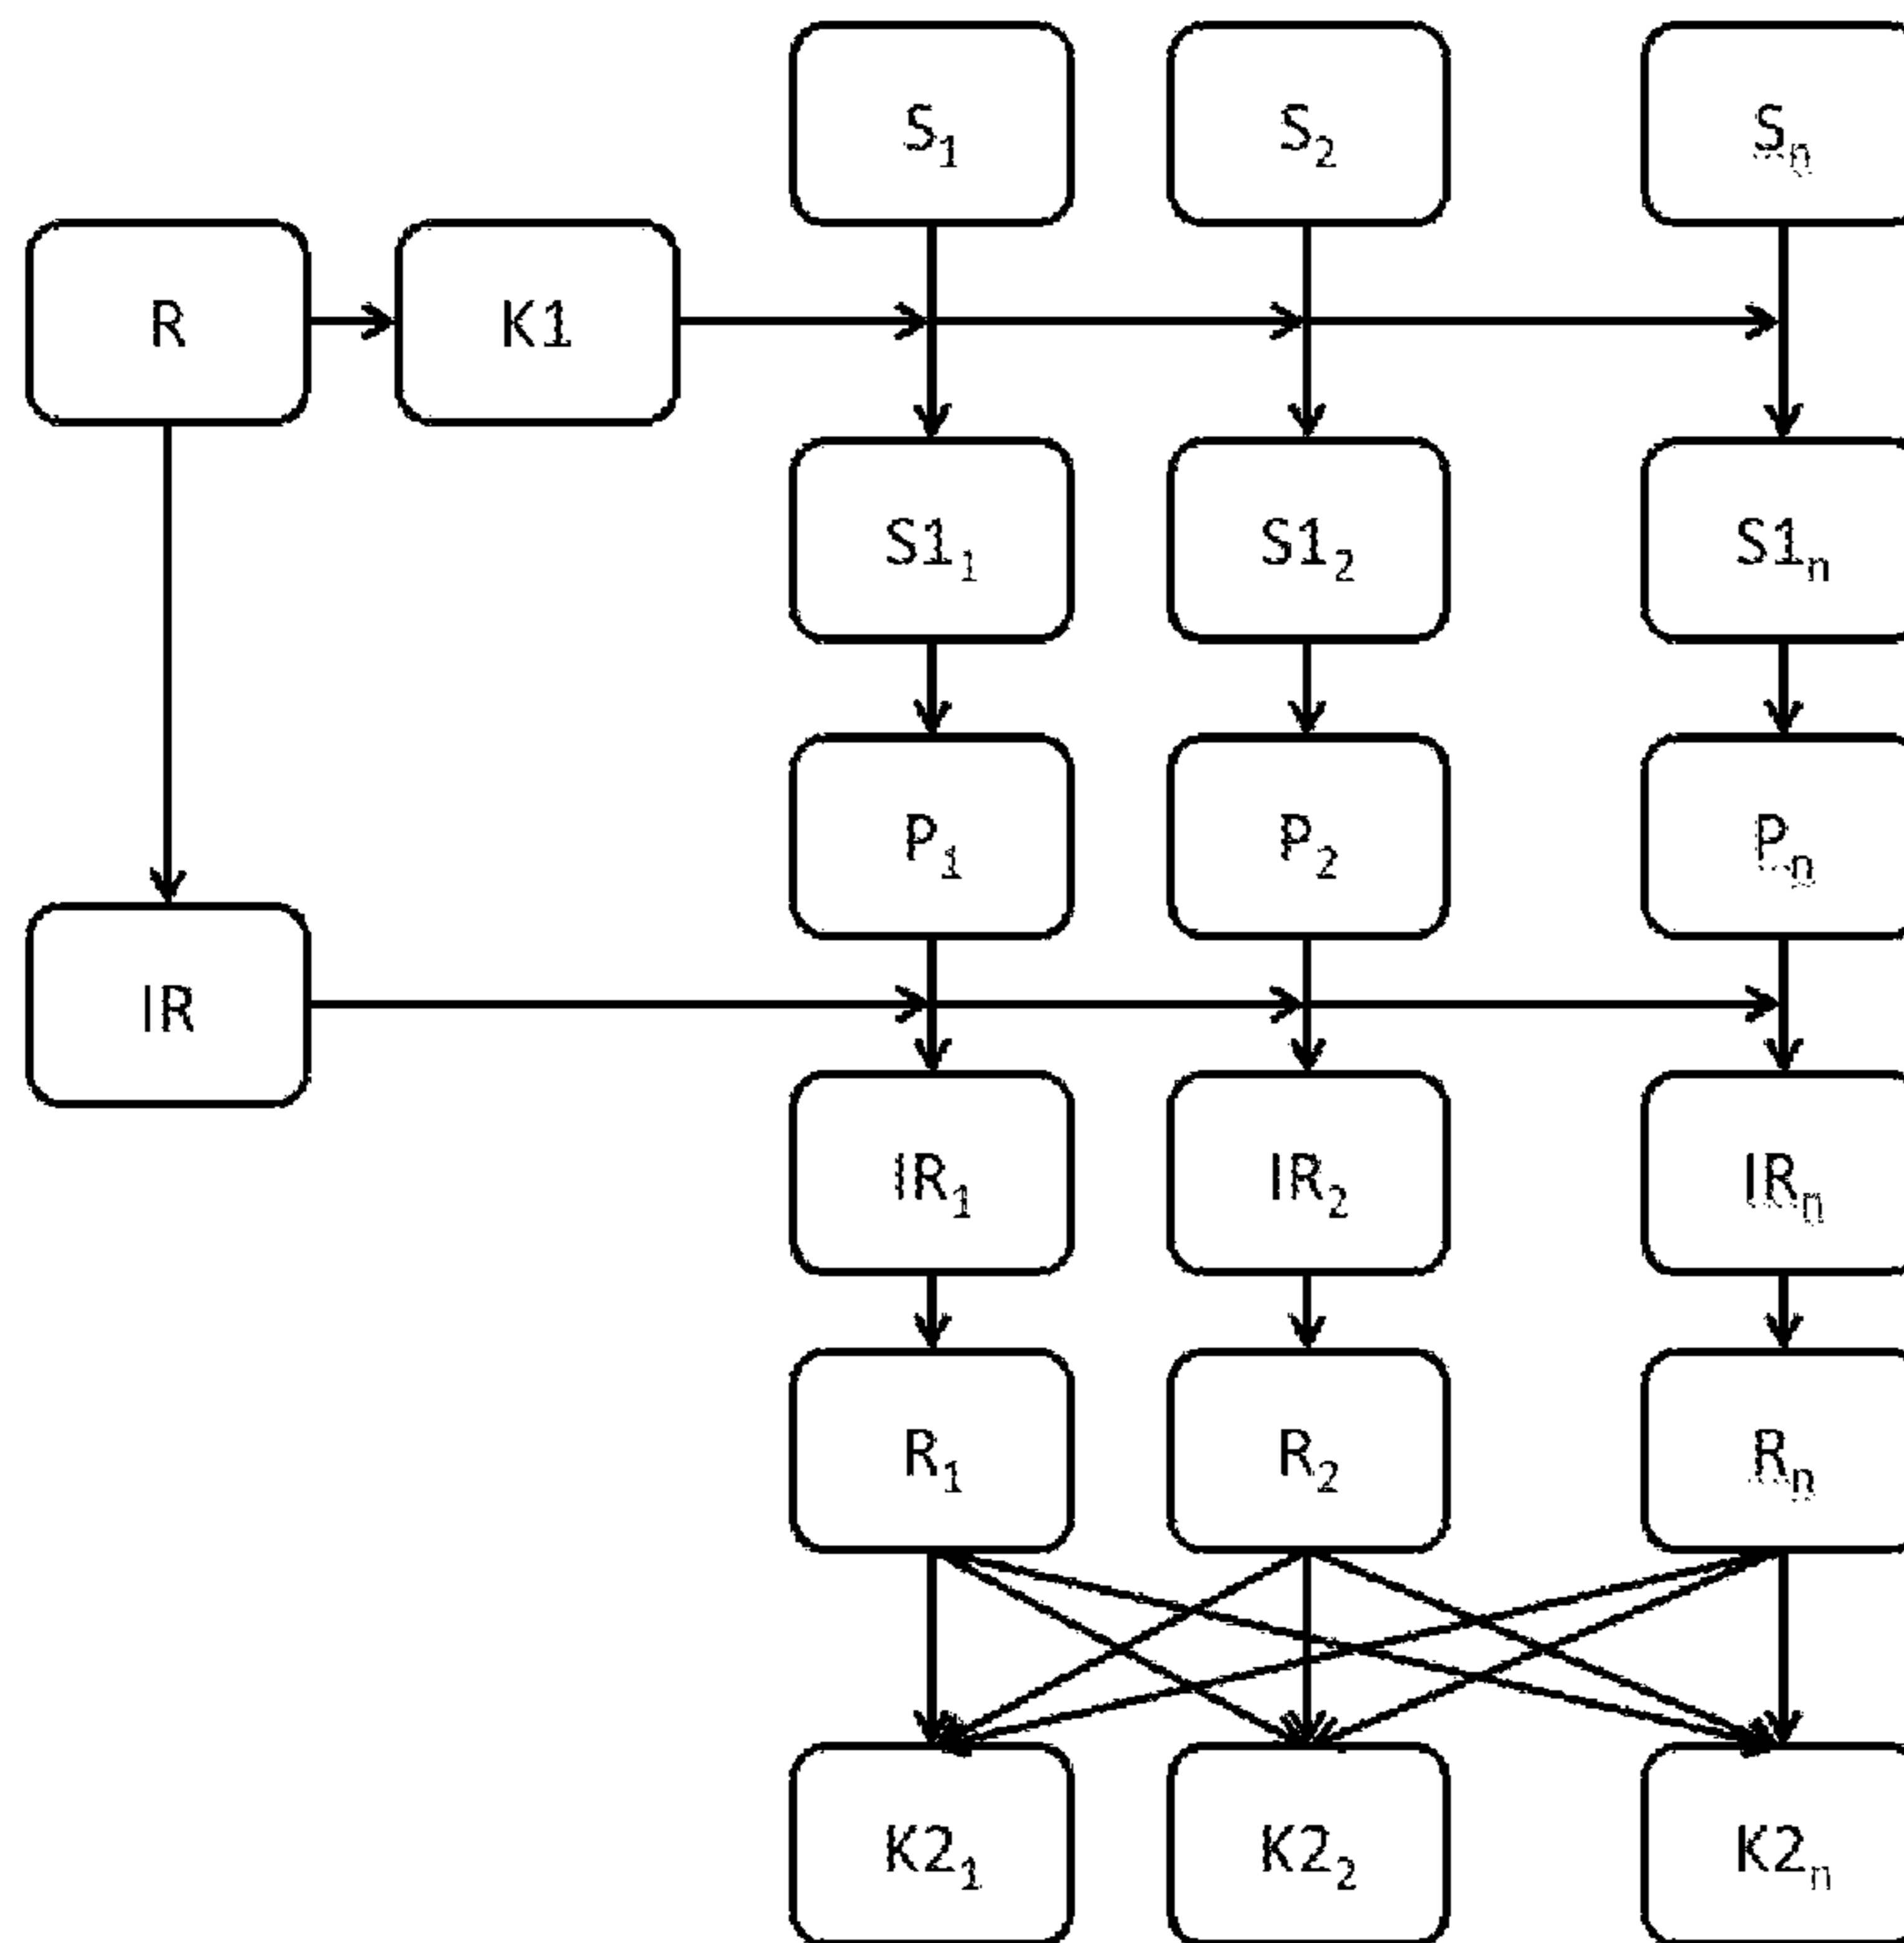 S₁ S₂ Sₙ
R K1
S1₁ S1₂ S1ₙ
P₁ P₂ Pₙ
IR
IR₁ IR₂ IRₙ
R₁ R₂ Rₙ
K2₁ K2₂ K2ₙ